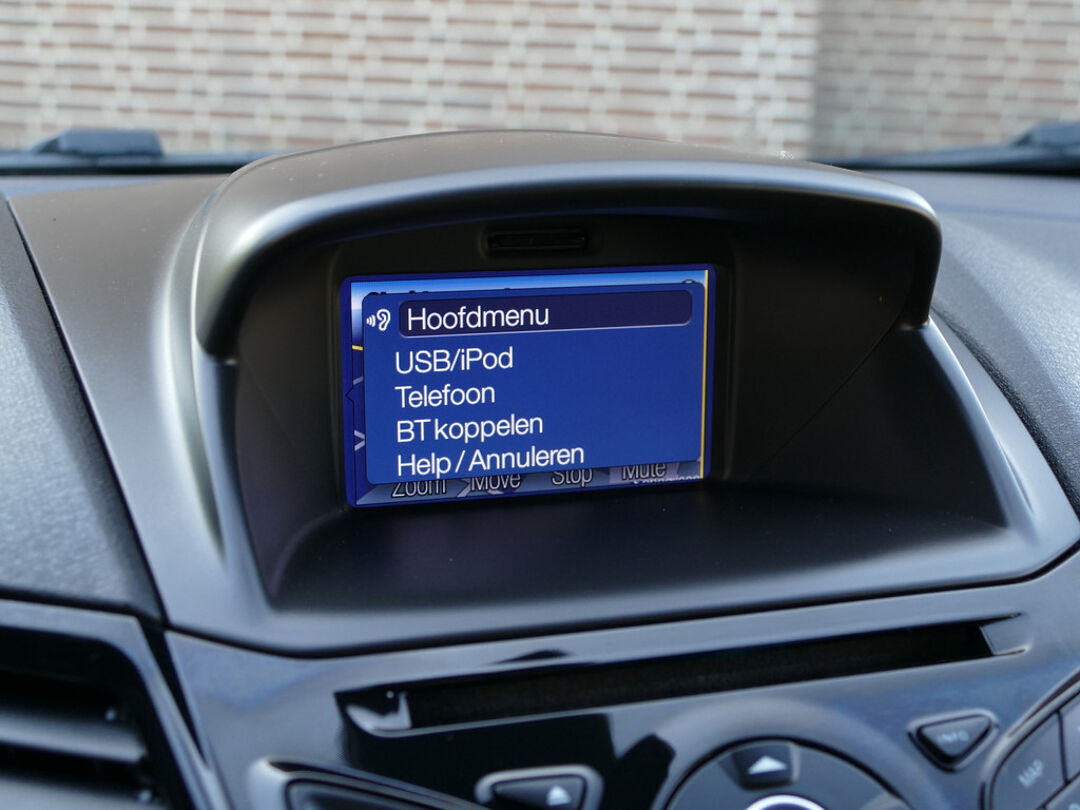 Hoofdmenu
USB/iPod
Telefoon
BT koppelen
Help / Annuleren
Zoom Move Stop Mute
INFO
MAP